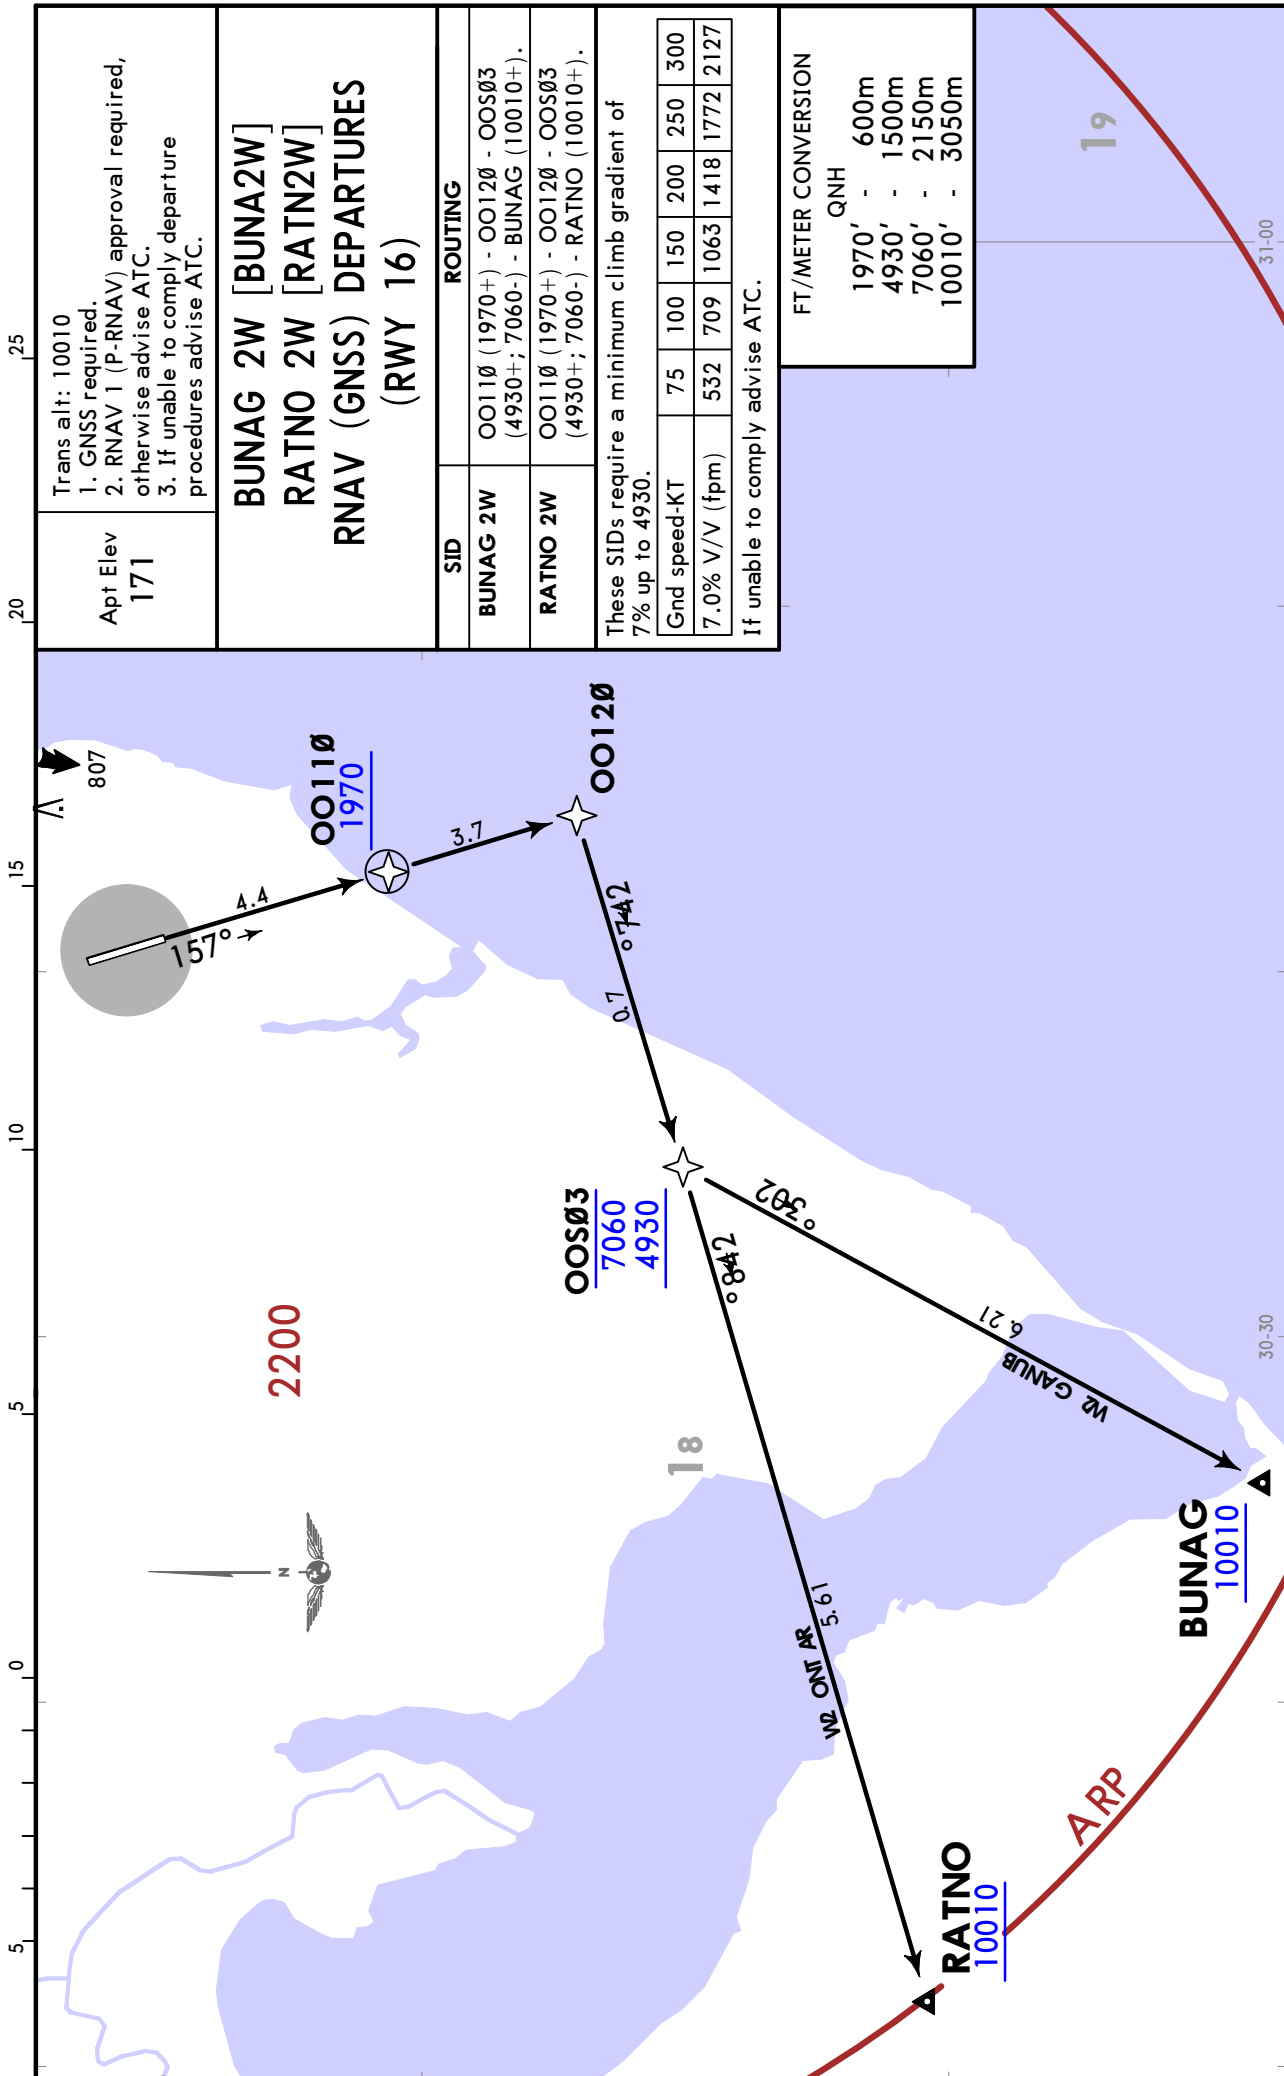 25
20
15
10
5
0
5
Apt Elev
171
Trans alt: 10010
1. GNSS required.
2. RNAV 1 (P-RNAV) approval required,
otherwise advise ATC.
3. If unable to comply departure
procedures advise ATC.
BUNAG 2W [BUNA2W]
RATNO 2W [RATN2W]
RNAV (GNSS) DEPARTURES
(RWY 16)
SID ROUTING
BUNAG 2W OO11Ø (1970+) - OO12Ø - OOSØ3
(4930+; 7060-) - BUNAG (10010+).
RATNO 2W OO11Ø (1970+) - OO12Ø - OOSØ3
(4930+; 7060-) - RATNO (10010+).
These SIDs require a minimum climb gradient of
7% up to 4930.
Gnd speed-KT 75 100 150 200 250 300
7.0% V/V (fpm) 532 709 1063 1418 1772 2127
If unable to comply advise ATC.
FT/METER CONVERSION
QNH
1970' - 600m
4930' - 1500m
7060' - 2150m
10010' - 3050m
807
4.4
157°
OO11Ø
1970
3.7
OO12Ø
°742
0.7
OOSØ3
7060
4930
°842
°302
2200
18
19
N
6.21
W2 GANUB
5.61
W2 ONT AR
BUNAG
10010
RATNO
10010
ARP
31-00
30-30